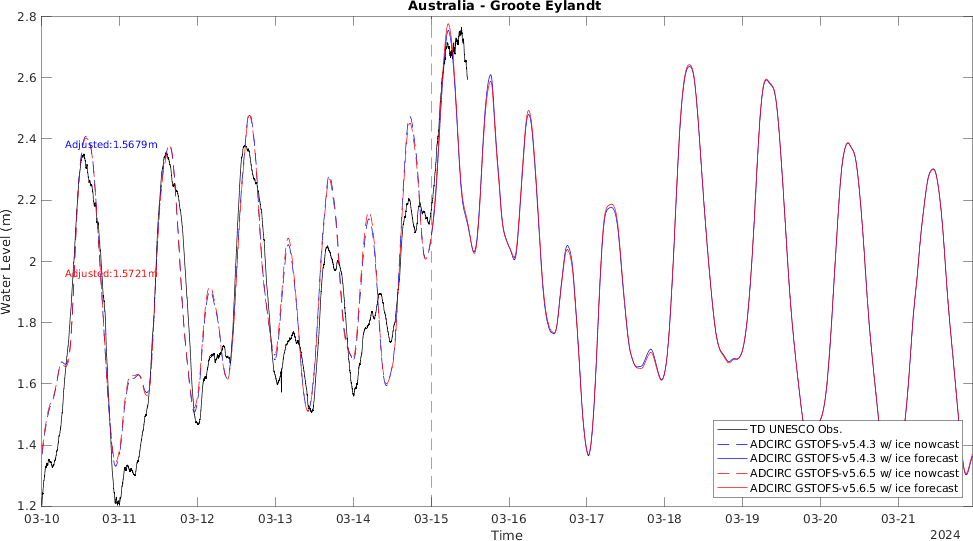 Australia - Groote Eylandt
2.8
2.6
2.4
2.2
2
1.8
1.6
1.4
1.2
Water Level (m)
Adjusted:1.5679m
Adjusted:1.5721m
TD UNESCO Obs.
ADCIRC GSTOFS-v5.4.3 w/ ice nowcast
ADCIRC GSTOFS-v5.4.3 w/ ice forecast
ADCIRC GSTOFS-v5.6.5 w/ ice nowcast
ADCIRC GSTOFS-v5.6.5 w/ ice forecast
03-10 03-11 03-12 03-13 03-14 03-15 03-16 03-17 03-18 03-19 03-20 03-21
Time
2024